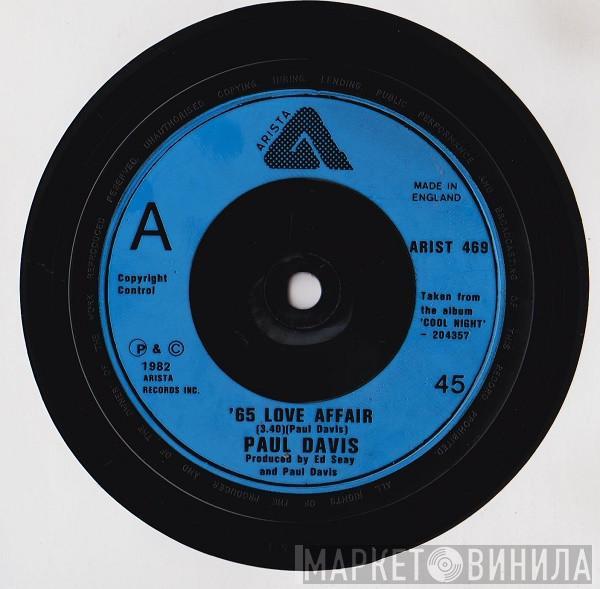 UNAUTHORISED COPYING HIRING LENDING PUBLIC PERFORMANCE AND BROADCASTING OF THIS RECORD PROHIBITED.
ALL RIGHTS OF THE PRODUCER AND OF THE OWNER OF THE WORK REPRODUCED RESERVED.
ARISTA
A
MADE IN
ENGLAND
ARIST 469
Copyright
Control
Taken from
the album
'COOL NIGHT'
- 204357
Ⓟ & ©
1982
ARISTA
RECORDS INC.
45
'65 LOVE AFFAIR
(3.40)(Paul Davis)
PAUL DAVIS
Produced by Ed Seay
and Paul Davis
МАРКЕТ ВИНИЛА